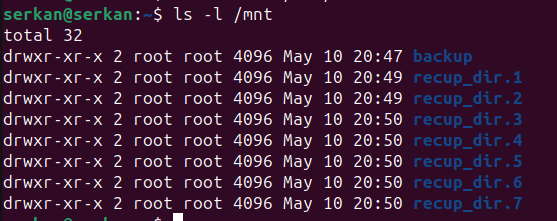 serkan@serkan:~$ ls -l /mnt
total 32
drwxr-xr-x 2 root root 4096 May 10 20:47 backup
drwxr-xr-x 2 root root 4096 May 10 20:49 recup_dir.1
drwxr-xr-x 2 root root 4096 May 10 20:49 recup_dir.2
drwxr-xr-x 2 root root 4096 May 10 20:50 recup_dir.3
drwxr-xr-x 2 root root 4096 May 10 20:50 recup_dir.4
drwxr-xr-x 2 root root 4096 May 10 20:50 recup_dir.5
drwxr-xr-x 2 root root 4096 May 10 20:50 recup_dir.6
drwxr-xr-x 2 root root 4096 May 10 20:50 recup_dir.7
serkan@serkan:~$